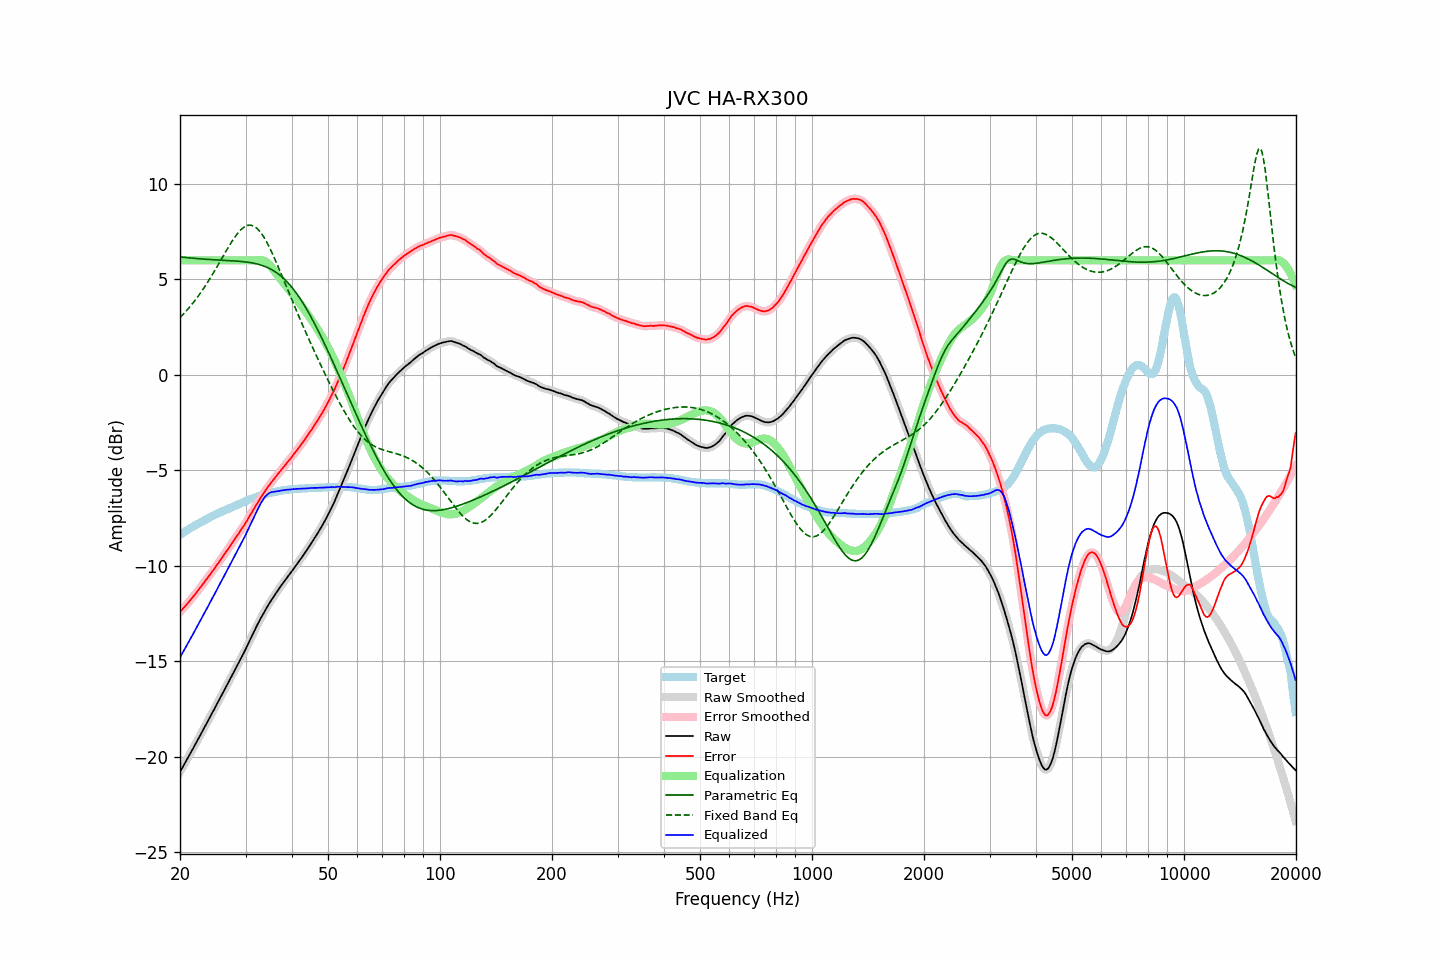 JVC HA-RX300
Amplitude (dBr)
10
5
0
−5
−10
−15
−20
−25
Target
Raw Smoothed
Error Smoothed
Raw
Error
Equalization
Parametric Eq
Fixed Band Eq
Equalized
20 50 100 200 500 1000 2000 5000 10000 20000
Frequency (Hz)